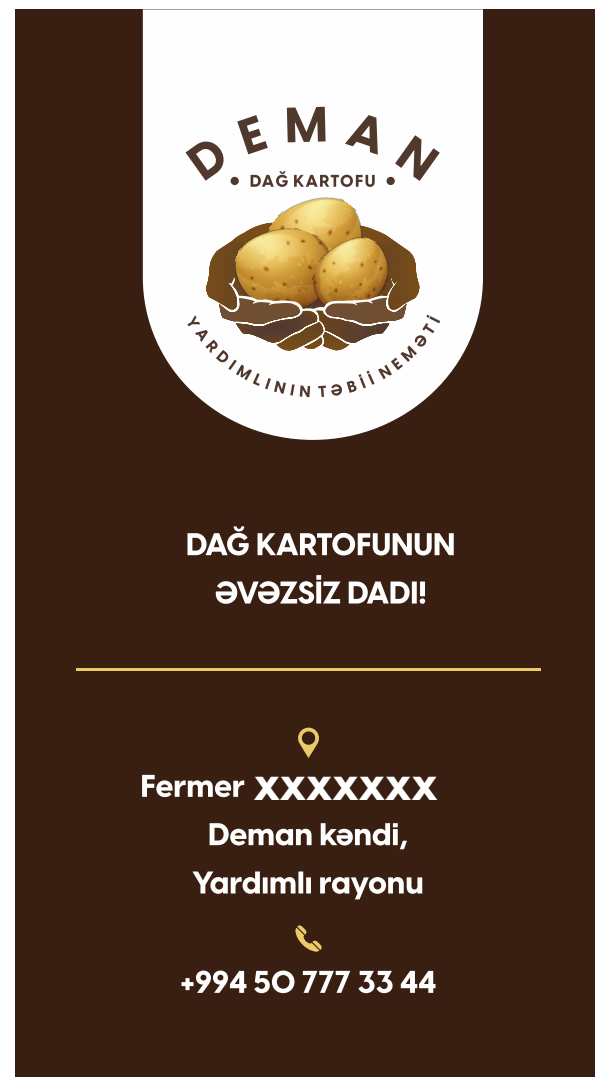 DEMAN
• DAĞ KARTOFU •
YARDIMLININ TƏBİİ NEMƏTİ
DAĞ KARTOFUNUN
ƏVƏZSİZ DADI!
Fermer XXXXXXX
Deman kəndi,
Yardımlı rayonu
+994 50 777 33 44